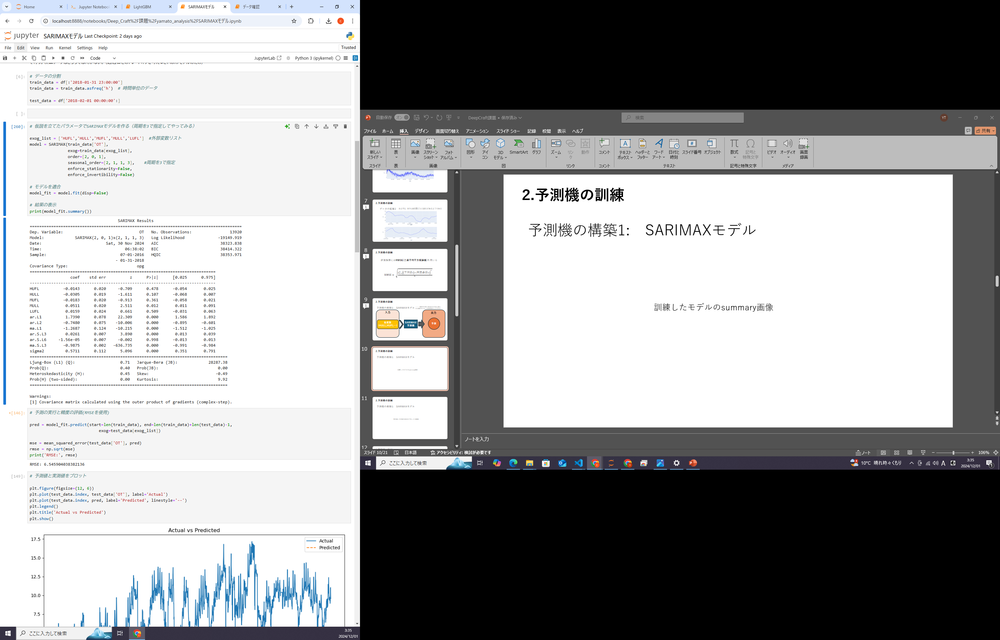 Home
Jupyter Noteboo
LightGBM
SARIMAXモデル
データ確認
localhost:8888/notebooks/Deep_Craft%2F課題%2Fyamato_analysis%2FSARIMAXモデル.ipynb
jupyter SARIMAXモデル Last Checkpoint: 2 days ago
File Edit View Run Kernel Settings Help
Trusted
Code
JupyterLab
Python 3 (ipykernel)
[6]:
# データの分割
train_data = df[:'2018-01-31 23:00:00']
train_data = train_data.asfreq('h') # 時間単位のデータ
test_data = df['2018-02-01 00:00:00':]
[ ]:
[260]:
# 仮説を立てたパラメータでSARIMAXモデルを作る（周期を3で指定してやってみる）
exog_list = ['HUFL','HULL','MUFL','MULL','LUFL'] #外部変数リスト
model = SARIMAX(train_data['OT'],
exog=train_data[exog_list],
order=[2, 0, 1],
seasonal_order=[2, 1, 1, 3], #周期を3で指定
enforce_stationarity=False,
enforce_invertibility=False)
# モデルを適合
model_fit = model.fit(disp=False)
# 結果の表示
print(model_fit.summary())
SARIMAX Results
==========================================================================================
Dep. Variable: OT No. Observations: 13920
Model: SARIMAX(2, 0, 1)x(2, 1, 1, 3) Log Likelihood -19149.919
Date: Sat, 30 Nov 2024 AIC 38323.838
Time: 06:38:02 BIC 38414.322
Sample: 07-01-2016 HQIC 38353.971
- 01-31-2018
Covariance Type: opg
==============================================================================
coef std err z P>|z| [0.025 0.975]
------------------------------------------------------------------------------
HUFL -0.0143 0.020 -0.709 0.478 -0.054 0.025
HULL -0.0305 0.019 -1.611 0.107 -0.068 0.007
MUFL -0.0183 0.020 -0.913 0.361 -0.058 0.021
MULL 0.0511 0.020 2.511 0.012 0.011 0.091
LUFL 0.0159 0.024 0.661 0.509 -0.031 0.063
ar.L1 1.7390 0.078 22.309 0.000 1.586 1.892
ar.L2 -0.7480 0.075 -10.006 0.000 -0.895 -0.601
ma.L1 -1.2687 0.124 -10.215 0.000 -1.512 -1.025
ar.S.L3 0.0261 0.007 3.890 0.000 0.013 0.039
ar.S.L6 -1.56e-05 0.007 -0.002 0.998 -0.013 0.013
ma.S.L3 -0.9875 0.002 -636.735 0.000 -0.991 -0.984
sigma2 0.5711 0.112 5.096 0.000 0.351 0.791
===================================================================================
Ljung-Box (L1) (Q): 0.71 Jarque-Bera (JB): 28287.38
Prob(Q): 0.40 Prob(JB): 0.00
Heteroskedasticity (H): 0.45 Skew: -0.49
Prob(H) (two-sided): 0.00 Kurtosis: 9.92
===================================================================================
Warnings:
[1] Covariance matrix calculated using the outer product of gradients (complex-step).
•[146]:
# 予測の実行と精度の評価(RMSEを使用)
pred = model_fit.predict(start=len(train_data), end=len(train_data)+len(test_data)-1,
exog=test_data[exog_list])
mse = mean_squared_error(test_data['OT'], pred)
rmse = np.sqrt(mse)
print('RMSE:', rmse)
RMSE: 6.545904038382136
[149]:
# 予測値と実測値をプロット
plt.figure(figsize=(12, 6))
plt.plot(test_data.index, test_data['OT'], label='Actual')
plt.plot(test_data.index, pred, label='Predicted', linestyle='--')
plt.legend()
plt.title('Actual vs Predicted')
plt.show()
Actual vs Predicted
Actual
Predicted
17.5
15.0
12.5
10.0
7.5
ここに入力して検索
3:35
2024/12/01
自動保存 オン
DeepCraft課題 • 保存済み
検索
YT
ファイル ホーム 挿入 デザイン 画面切り替え アニメーション スライド ショー 記録 校閲 表示 ヘルプ
共有
新しい スライド
表
画像
スクリーン ショット
フォト アルバム
図形
アイ コン
3D モデル
SmartArt
グラフ
ズーム
リン ク
動作
コメント
テキスト ボックス
ヘッダーと フッター
ワード アート
日付と 時刻
スライド番号
オブジェクト
数式
記号と 特殊文字
ビデオ
オーディオ
画面 録画
スライド 表 画像 図 リンク コメント テキスト 記号と特殊文字 メディア
7
1
2.予測機の訓練
8
1
2.予測機の訓練
評価指標にはRMSE(二乗平均平方根誤差)を用いる
9
1
2.予測機の訓練
予測機の構築1: SARIMAXモデル
入力
SARIMAX
予測機
出力
予測
10
2.予測機の訓練
予測機の構築1: SARIMAXモデル
訓練したモデルのsummary画像
11
2.予測機の訓練
予測機の構築1: SARIMAXモデル
12
2.予測機の訓練
予測機の構築1: SARIMAXモデル
訓練したモデルのsummary画像
ノートを入力
スライド 10/21
日本語
アクセシビリティ: 検討が必要です
ノート
106%
ここに入力して検索
10℃ 晴れ時々くもり
A
3:35
2024/12/01
1